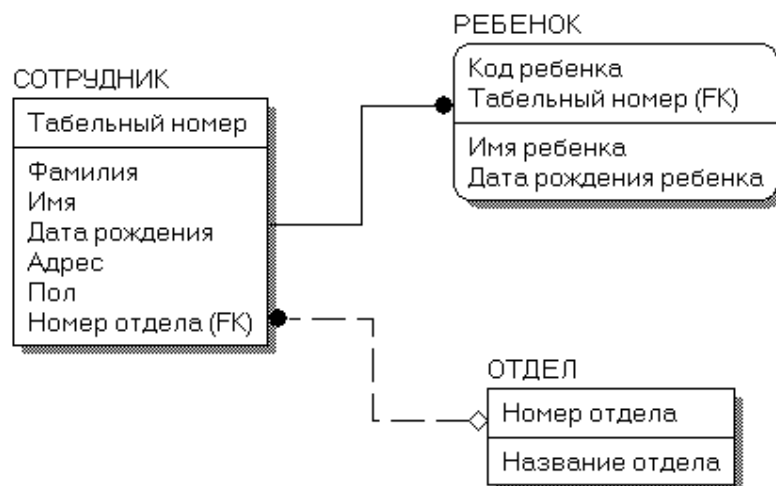 РЕБЕНОК
Код ребенка
Табельный номер (FK)
Имя ребенка
Дата рождения ребенка
СОТРУДНИК
Табельный номер
Фамилия
Имя
Дата рождения
Адрес
Пол
Номер отдела (FK)
ОТДЕЛ
Номер отдела
Название отдела